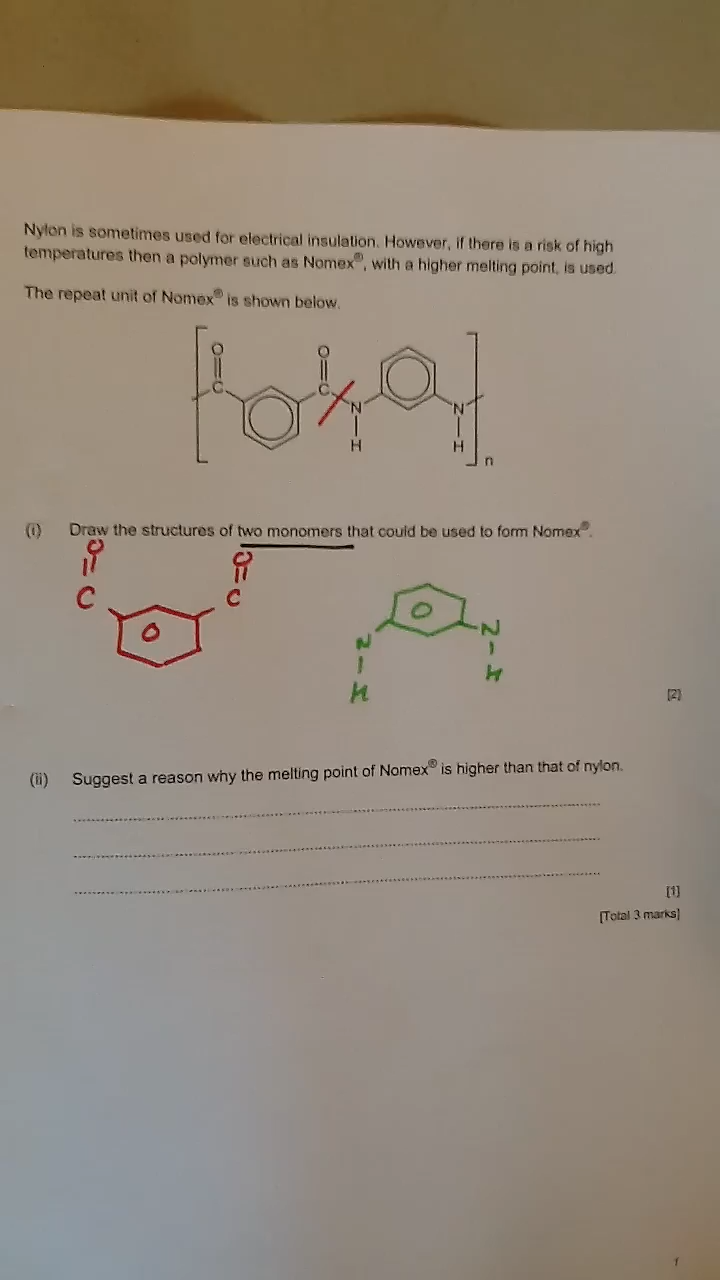 Nylon is sometimes used for electrical insulation. However, if there is a risk of high
temperatures then a polymer such as Nomex®, with a higher melting point, is used.
The repeat unit of Nomex® is shown below.
O
O
C
C
N
N
H
H
n
(i) Draw the structures of two monomers that could be used to form Nomex®.
O
O
C
C
N
N
H
H
[2]
(ii) Suggest a reason why the melting point of Nomex® is higher than that of nylon.
[1]
[Total 3 marks]
1